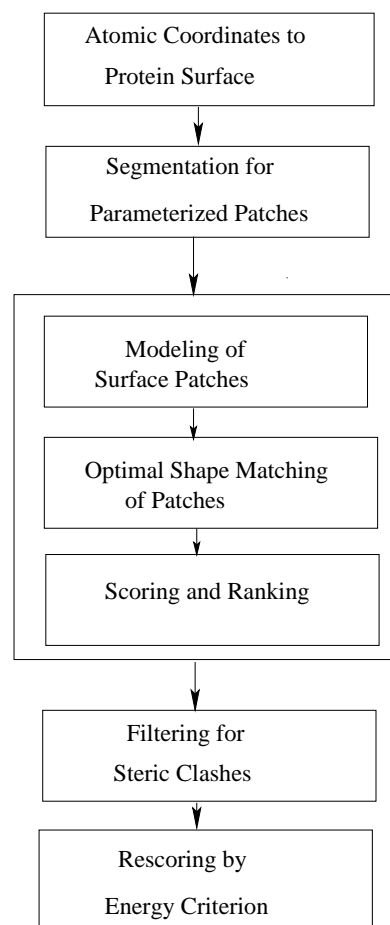 Atomic Coordinates to
Protein Surface
Segmentation for
Parameterized Patches
Modeling of
Surface Patches
Optimal Shape Matching
of Patches
Scoring and Ranking
Filtering for
Steric Clashes
Rescoring by
Energy Criterion